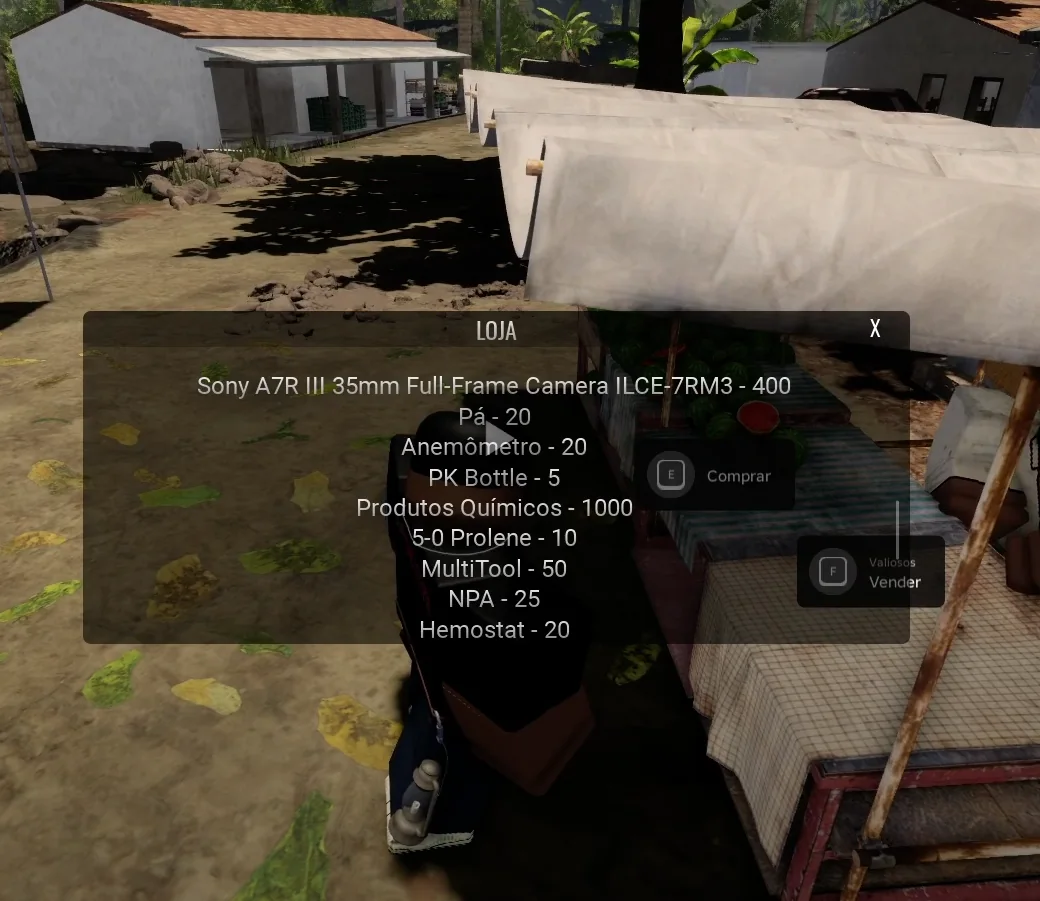 LOJA
X
Sony A7R III 35mm Full-Frame Camera ILCE-7RM3 - 400
Pá - 20
Anemômetro - 20
PK Bottle - 5
E
Comprar
Produtos Químicos - 1000
5-0 Prolene - 10
MultiTool - 50
F
Valiosos
Vender
NPA - 25
Hemostat - 20